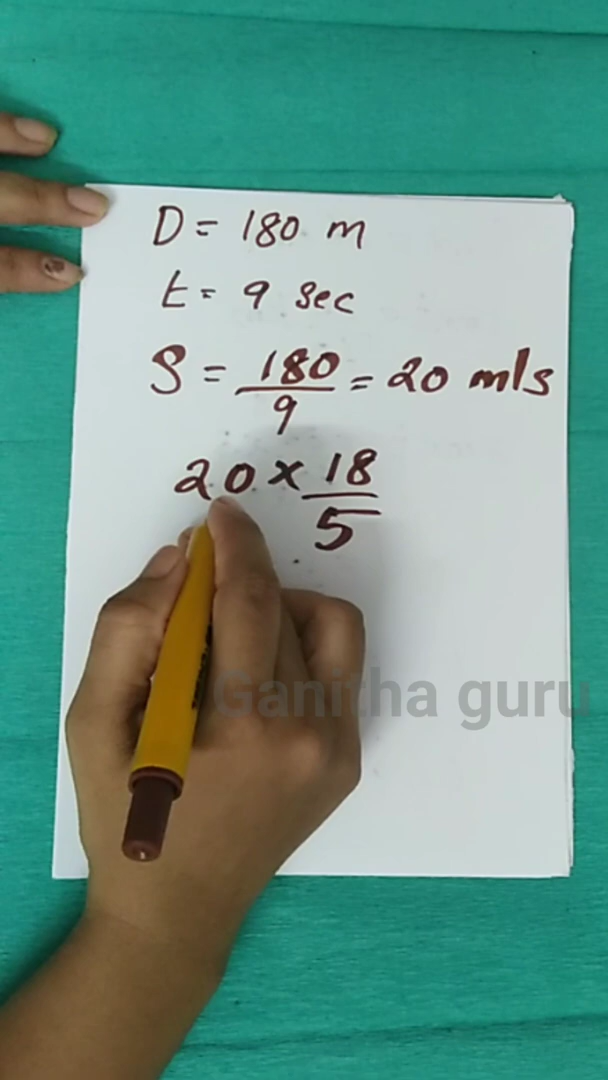 D = 180 m
t = 9 sec
S = 180/9 = 20 m/s
20 × 18/5
Ganitha guru